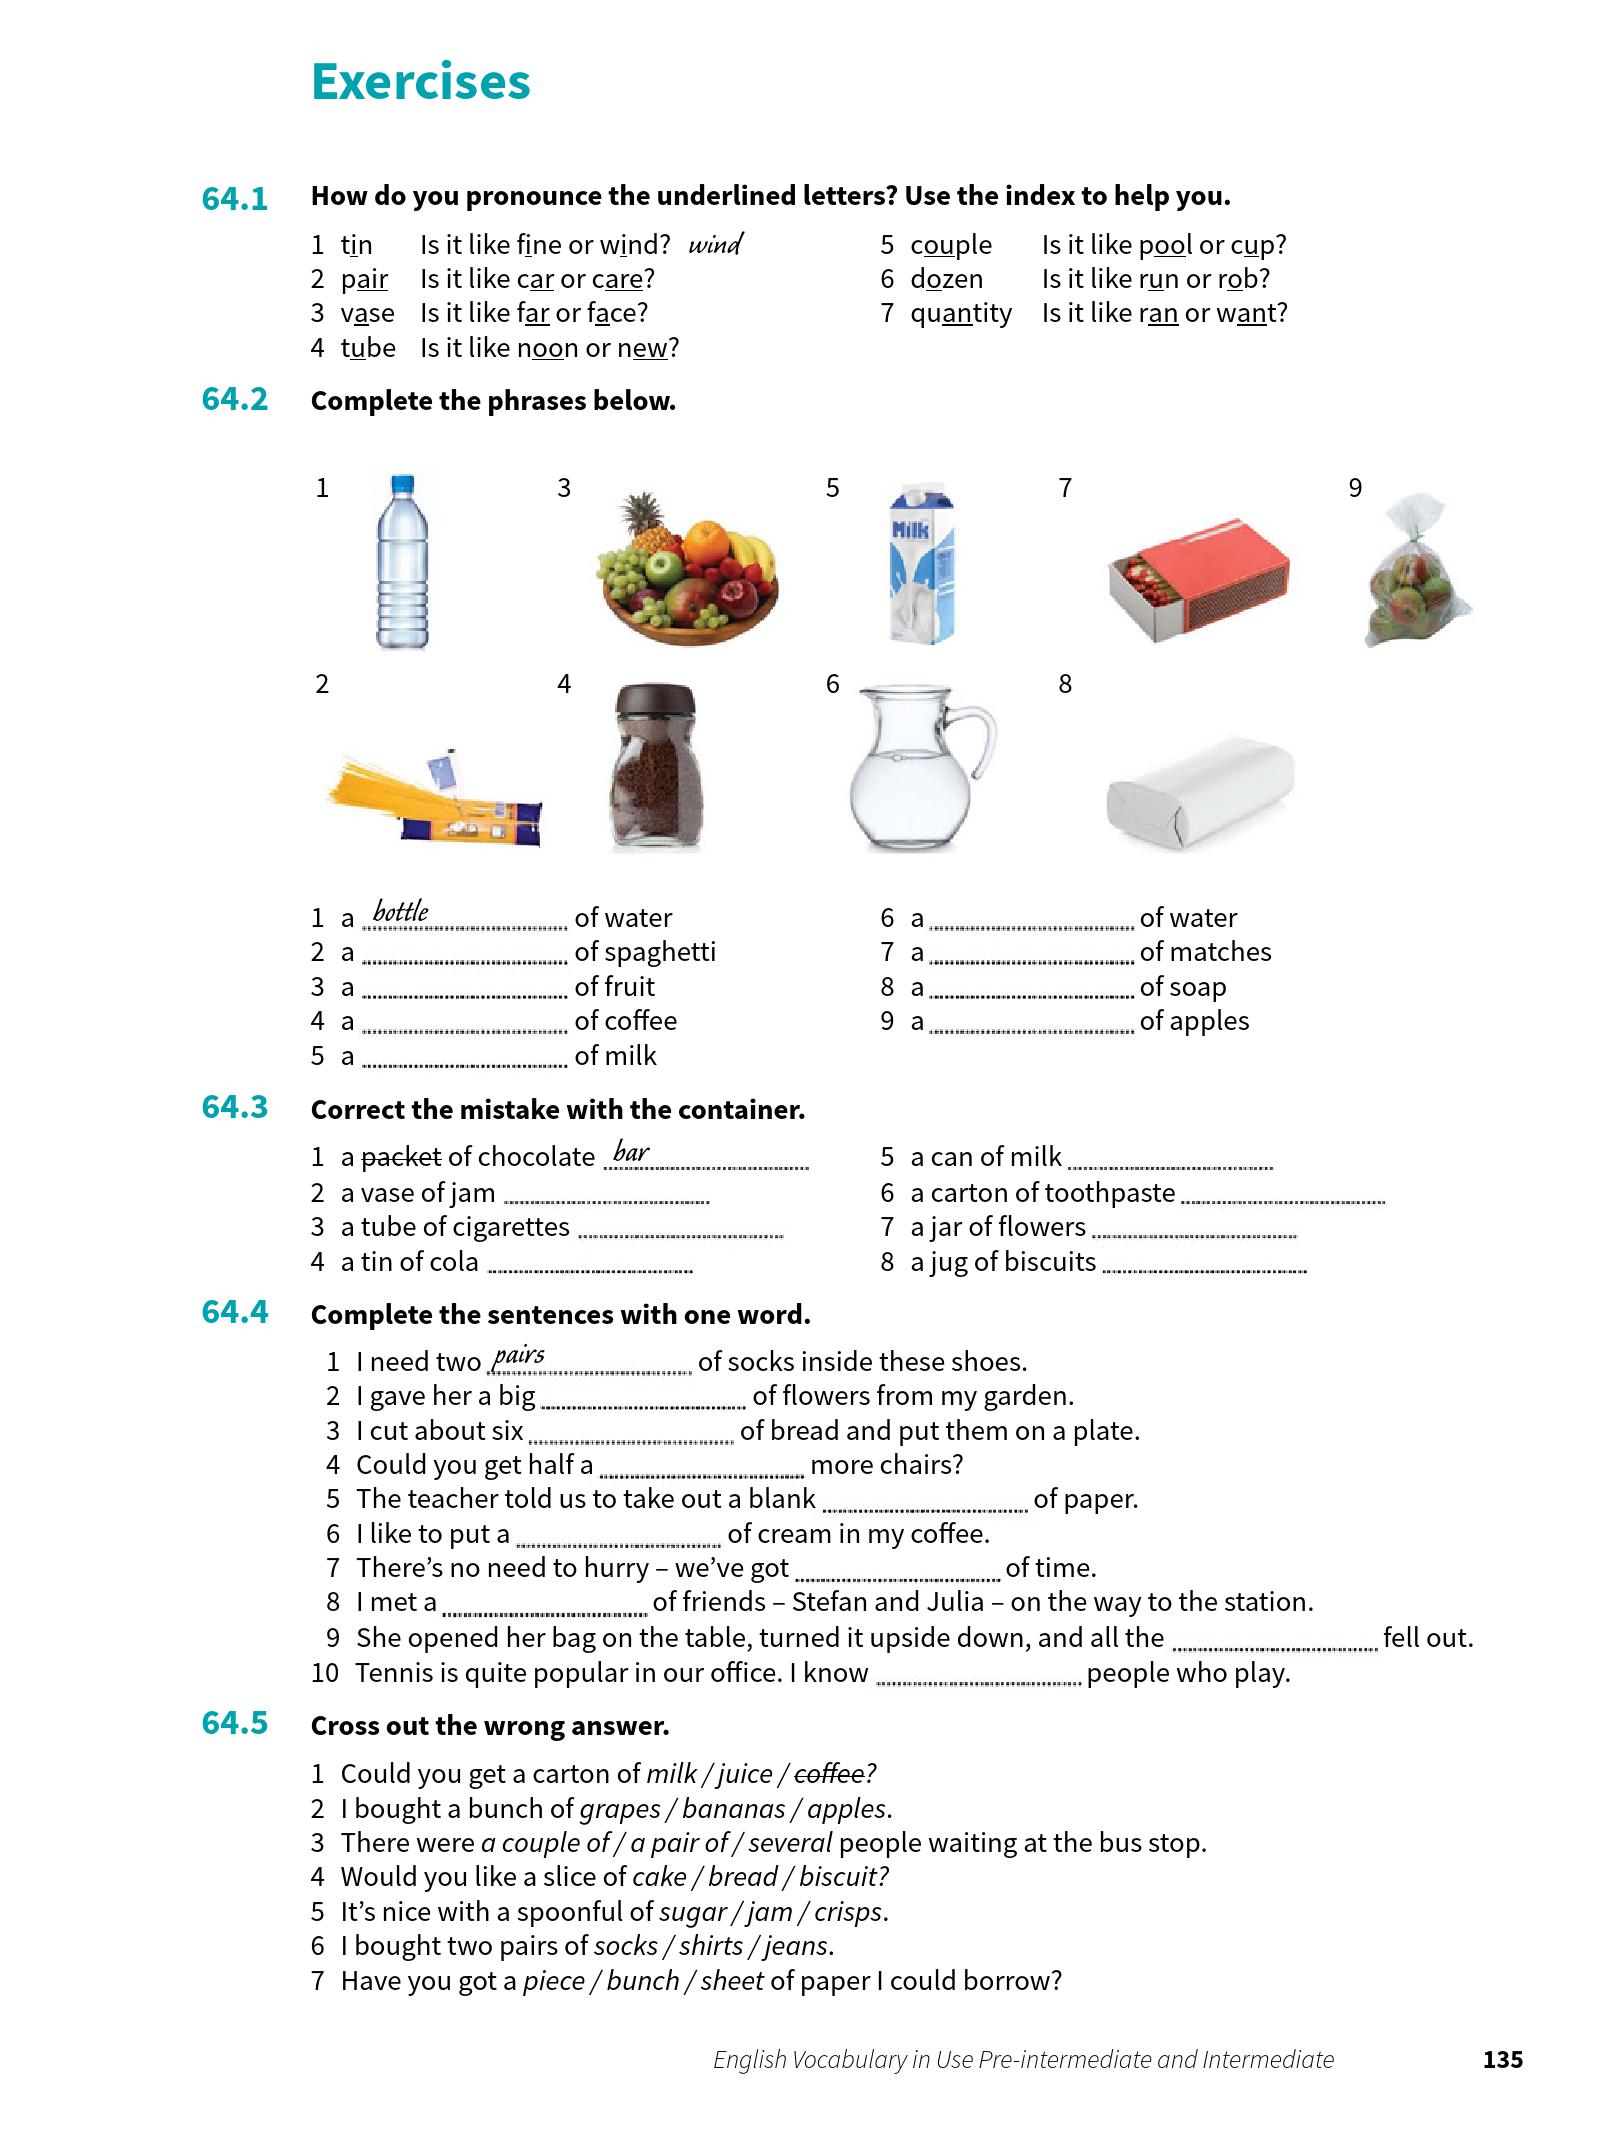 Exercises
64.1 How do you pronounce the underlined letters? Use the index to help you.
1 tin Is it like fine or wind? wind
2 pair Is it like car or care?
3 vase Is it like far or face?
4 tube Is it like noon or new?
5 couple Is it like pool or cup?
6 dozen Is it like run or rob?
7 quantity Is it like ran or want?
64.2 Complete the phrases below.
1 3 5 7 9
Milk
2 4 6 8
1 a bottle of water
2 a of spaghetti
3 a of fruit
4 a of coffee
5 a of milk
6 a of water
7 a of matches
8 a of soap
9 a of apples
64.3 Correct the mistake with the container.
1 a packet of chocolate bar
2 a vase of jam
3 a tube of cigarettes
4 a tin of cola
5 a can of milk
6 a carton of toothpaste
7 a jar of flowers
8 a jug of biscuits
64.4 Complete the sentences with one word.
1 I need two pairs of socks inside these shoes.
2 I gave her a big of flowers from my garden.
3 I cut about six of bread and put them on a plate.
4 Could you get half a more chairs?
5 The teacher told us to take out a blank of paper.
6 I like to put a of cream in my coffee.
7 There's no need to hurry – we've got of time.
8 I met a of friends – Stefan and Julia – on the way to the station.
9 She opened her bag on the table, turned it upside down, and all the fell out.
10 Tennis is quite popular in our office. I know people who play.
64.5 Cross out the wrong answer.
1 Could you get a carton of milk / juice / coffee?
2 I bought a bunch of grapes / bananas / apples.
3 There were a couple of / a pair of / several people waiting at the bus stop.
4 Would you like a slice of cake / bread / biscuit?
5 It's nice with a spoonful of sugar / jam / crisps.
6 I bought two pairs of socks / shirts / jeans.
7 Have you got a piece / bunch / sheet of paper I could borrow?
English Vocabulary in Use Pre-intermediate and Intermediate 135